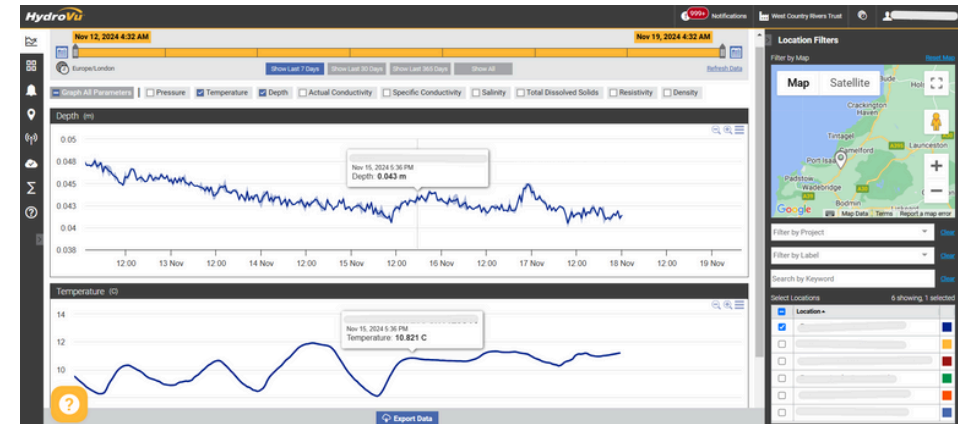 HydroVu
999+ Notifications West Country Rivers Trust
Nov 12, 2024 4:32 AM Nov 19, 2024 4:32 AM
Europe/London Show Last 7 Days Show Last 30 Days Show Last 365 Days Show All Refresh Data
Graph All Parameters Pressure Temperature Depth Actual Conductivity Specific Conductivity Salinity Total Dissolved Solids Resistivity Density
Depth (m)
0.05
0.048
0.045
0.043
0.04
0.038
Nov 15, 2024 5:36 PM
Depth: 0.043 m
12:00 13 Nov 12:00 14 Nov 12:00 15 Nov 12:00 16 Nov 12:00 17 Nov 12:00 18 Nov 12:00 19 Nov
Temperature (C)
14
12
10
Nov 15, 2024 5:36 PM
Temperature: 10.821 C
?
Export Data
Location Filters
Filter by Map Reset Map
Map Satellite
Crackington
Haven
Tintagel
Camelford
Launceston
Port Isaac
Padstow
Wadebridge
Bodmin
Google Map Data Terms Report a map error
Filter by Project Clear
Filter by Label Clear
Search by Keyword Clear
Select Locations 6 showing, 1 selected
Location